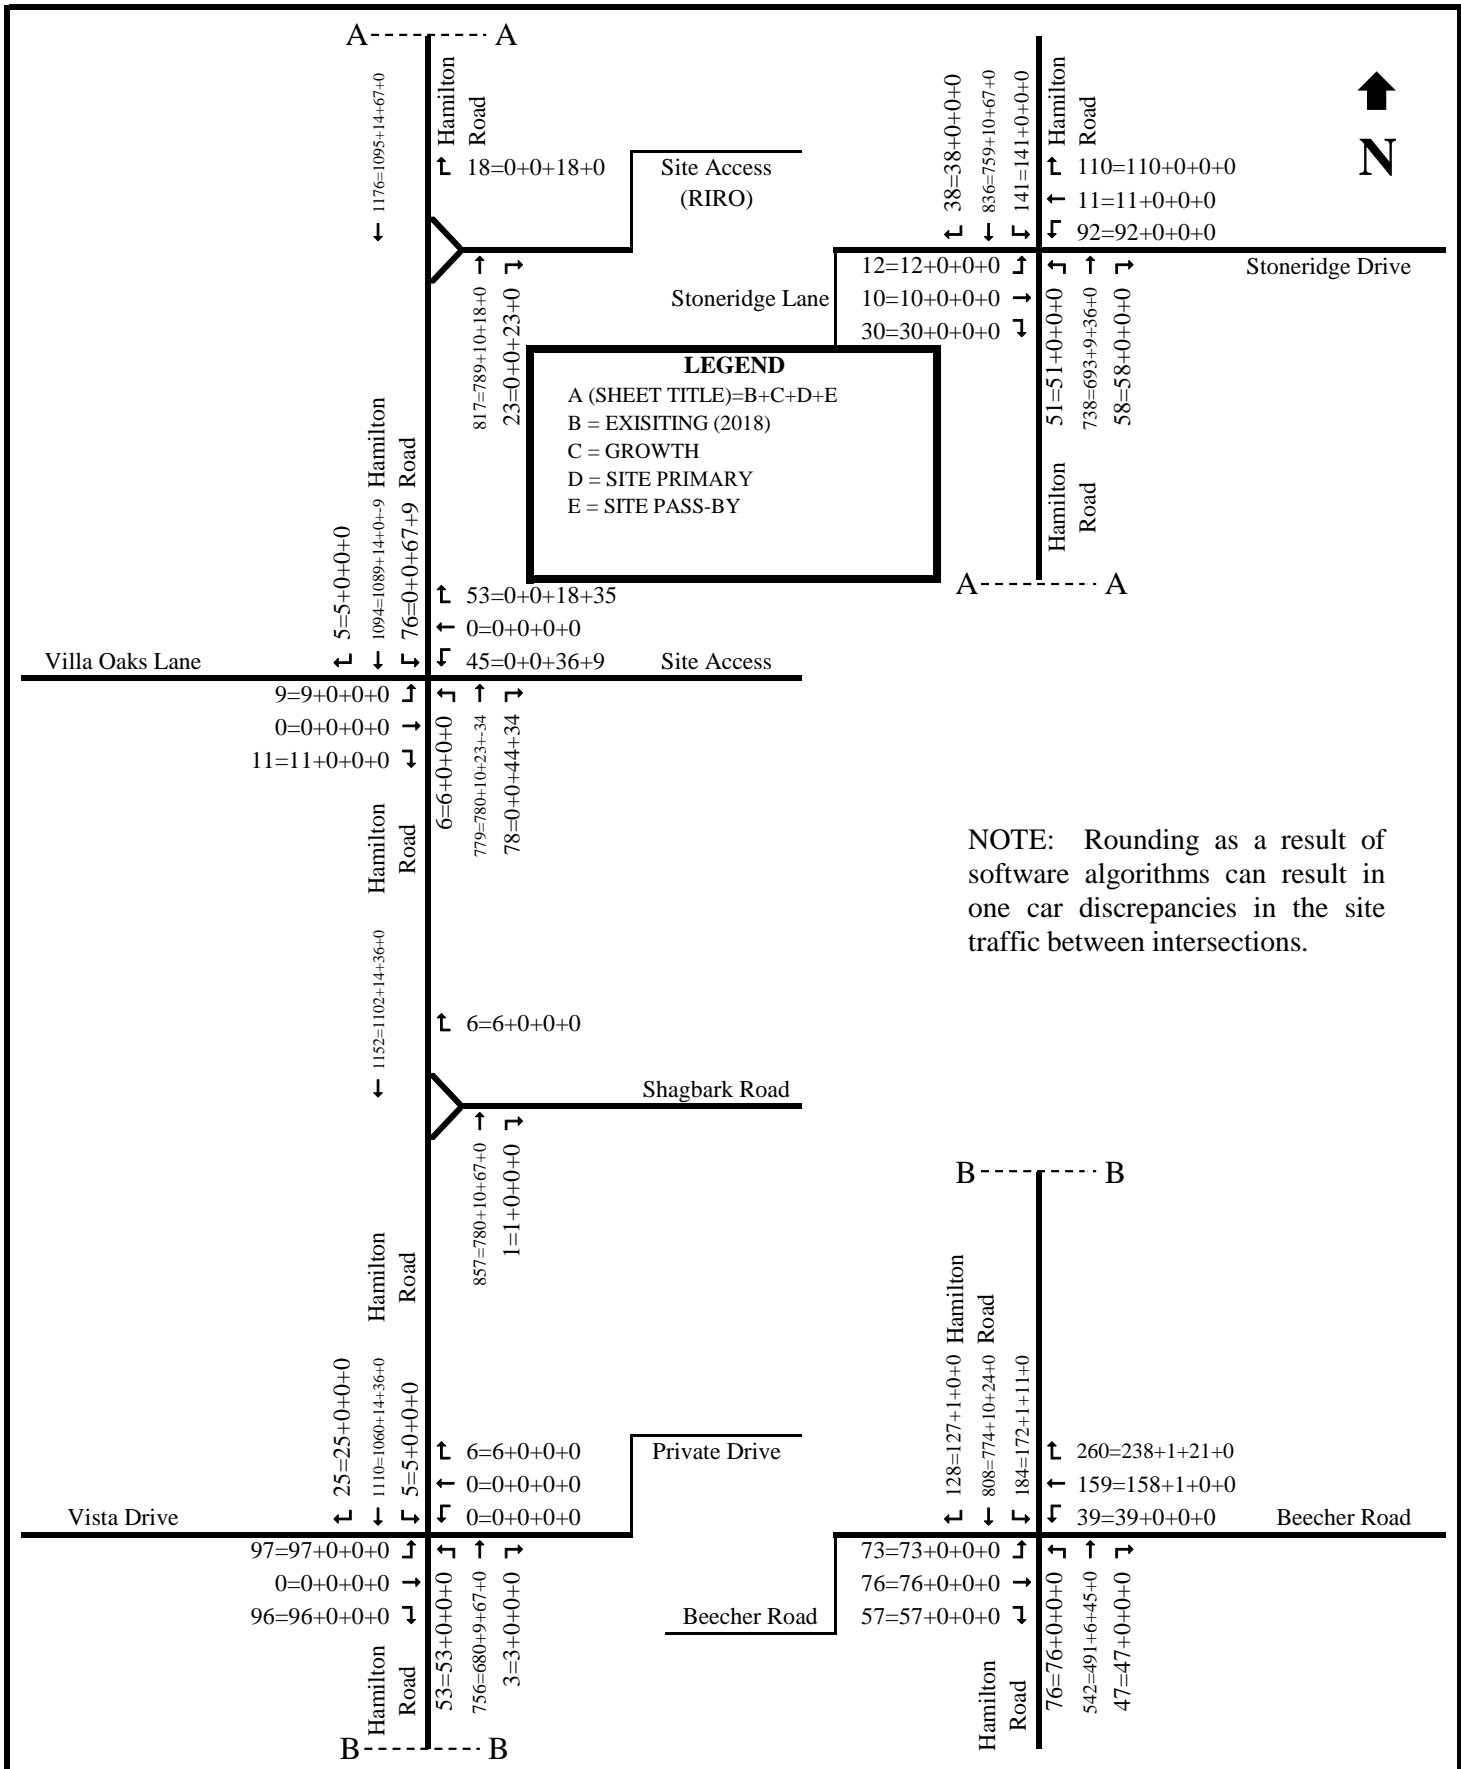 A A
Hamilton
Road
1176=1095+14+67+0
18=0+0+18+0
Site Access
(RIRO)
817=789+10+18+0
23=0+0+23+0
Hamilton
Road
38=38+0+0+0
836=759+10+67+0
141=141+0+0+0
110=110+0+0+0
11=11+0+0+0
92=92+0+0+0
N
Stoneridge Drive
Stoneridge Lane
12=12+0+0+0
10=10+0+0+0
30=30+0+0+0
51=51+0+0+0
738=693+9+36+0
58=58+0+0+0
Hamilton
Road
A A
LEGEND
A (SHEET TITLE)=B+C+D+E
B = EXISITING (2018)
C = GROWTH
D = SITE PRIMARY
E = SITE PASS-BY
Hamilton
Road
5=5+0+0+0
1094=1089+14+0+-9
76=0+0+67+9
53=0+0+18+35
0=0+0+0+0
45=0+0+36+9
Villa Oaks Lane
Site Access
9=9+0+0+0
0=0+0+0+0
11=11+0+0+0
6=6+0+0+0
779=780+10+23+-34
78=0+0+44+34
Hamilton
Road
NOTE: Rounding as a result of
software algorithms can result in
one car discrepancies in the site
traffic between intersections.
1152=1102+14+36+0
6=6+0+0+0
Shagbark Road
857=780+10+67+0
1=1+0+0+0
Hamilton
Road
25=25+0+0+0
1110=1060+14+36+0
5=5+0+0+0
6=6+0+0+0
0=0+0+0+0
0=0+0+0+0
Private Drive
Vista Drive
97=97+0+0+0
0=0+0+0+0
96=96+0+0+0
53=53+0+0+0
756=680+9+67+0
3=3+0+0+0
Hamilton
Road
B B
B B
Hamilton
Road
128=127+1+0+0
808=774+10+24+0
184=172+1+11+0
260=238+1+21+0
159=158+1+0+0
39=39+0+0+0
Beecher Road
Beecher Road
73=73+0+0+0
76=76+0+0+0
57=57+0+0+0
76=76+0+0+0
542=491+6+45+0
47=47+0+0+0
Hamilton
Road